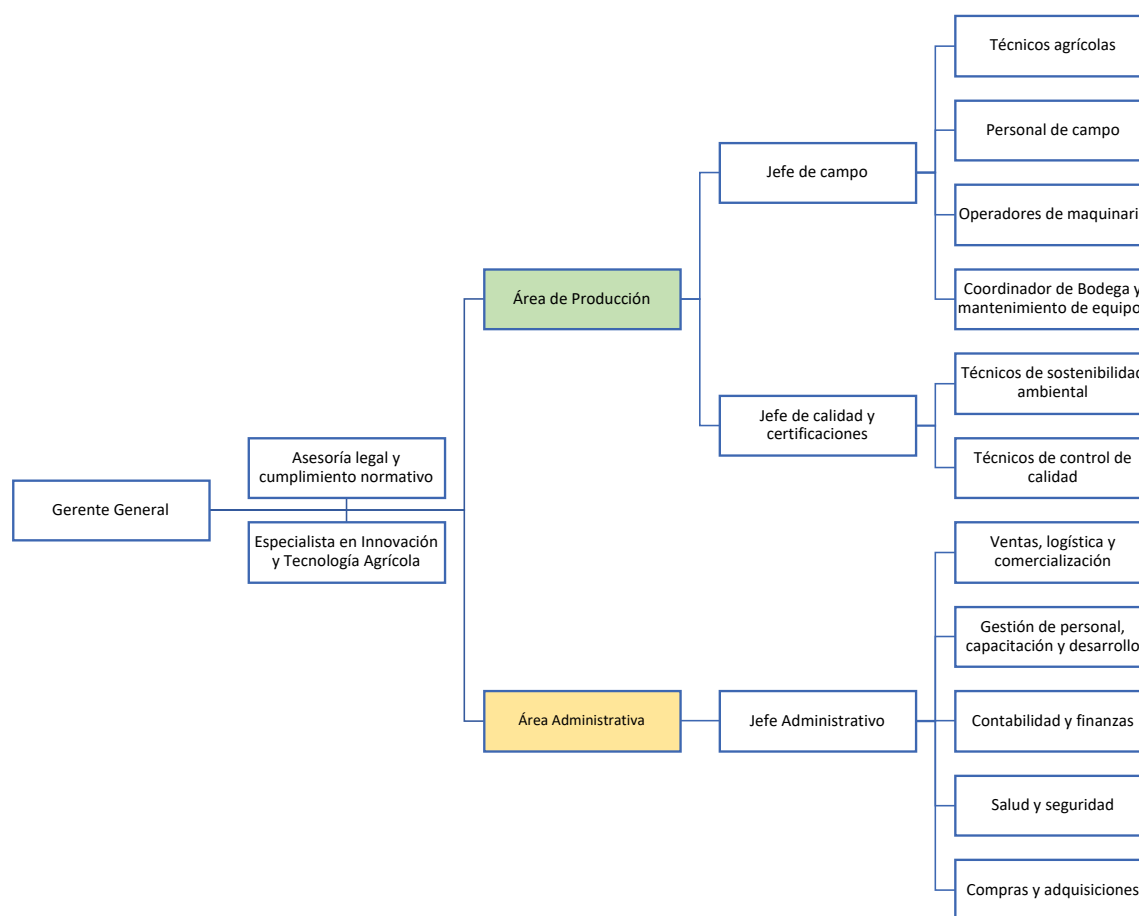 Gerente General
Asesoría legal y
cumplimiento normativo
Especialista en Innovación
y Tecnología Agrícola
Área de Producción
Jefe de campo
Técnicos agrícolas
Personal de campo
Operadores de maquinari
Coordinador de Bodega y
mantenimiento de equipo
Jefe de calidad y
certificaciones
Técnicos de sostenibilidad
ambiental
Técnicos de control de
calidad
Área Administrativa
Jefe Administrativo
Ventas, logística y
comercialización
Gestión de personal,
capacitación y desarrollo
Contabilidad y finanzas
Salud y seguridad
Compras y adquisiciones